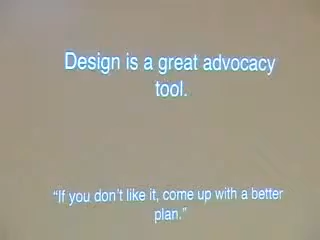 Design is a great advocacy
tool.
“If you don’t like it, come up with a better
plan.”